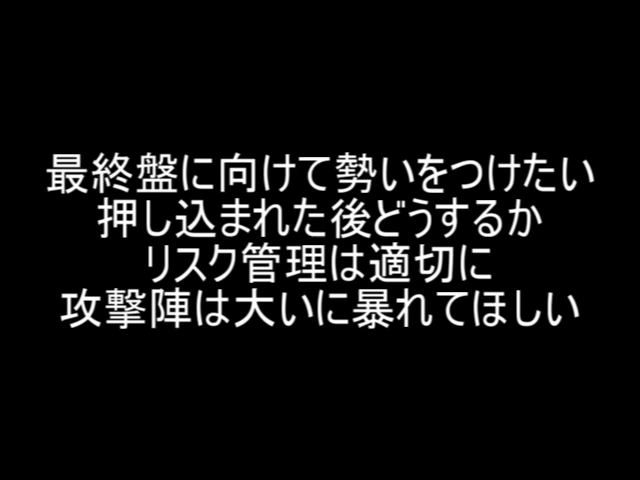 最終盤に向けて勢いをつけたい
押し込まれた後どうするか
リスク管理は適切に
攻撃陣は大いに暴れてほしい